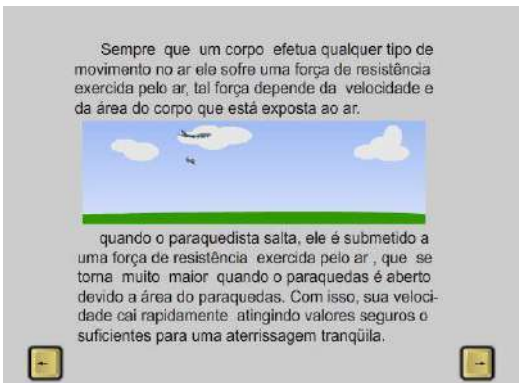 Sempre que um corpo efetua qualquer tipo de
movimento no ar ele sofre uma força de resistência
exercida pelo ar, tal força depende da velocidade e
da área do corpo que está exposta ao ar.
quando o paraquedista salta, ele é submetido a
uma força de resistência exercida pelo ar , que se
torna muito maior quando o paraquedas é aberto
devido a área do paraquedas. Com isso, sua veloci-
dade cai rapidamente atingindo valores seguros o
suficientes para uma aterrissagem tranqüila.